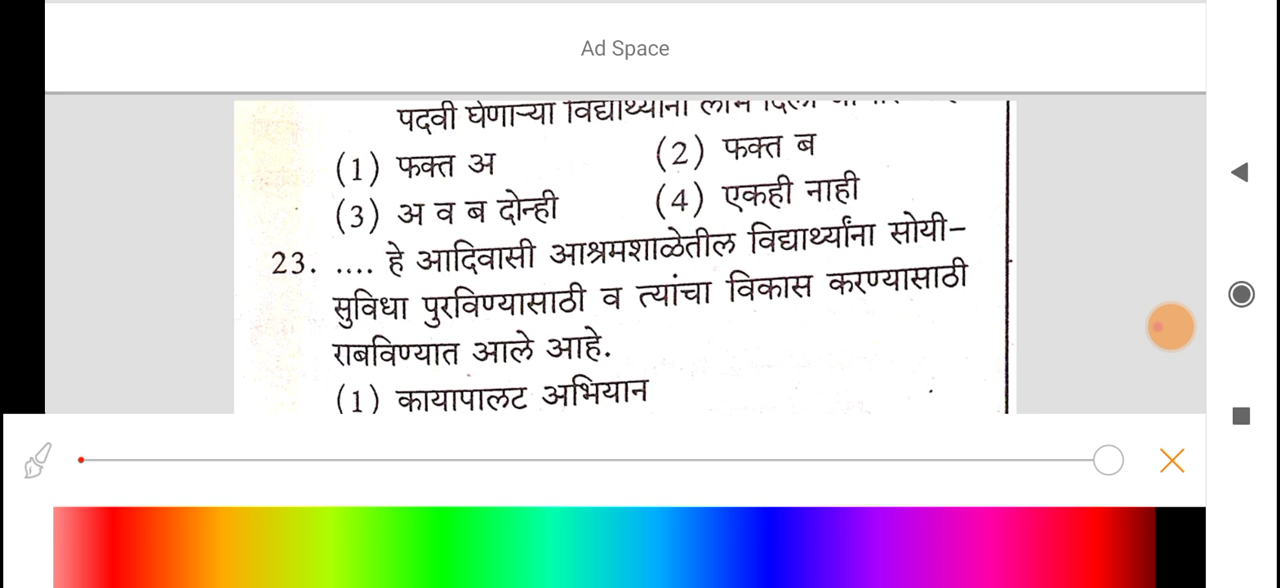 Ad Space
पदवी घेणाऱ्या विद्यार्थ्यांना लाभ
(1) फक्त अ (2) फक्त ब
(3) अ व ब दोन्ही (4) एकही नाही
23. .... हे आदिवासी आश्रमशाळेतील विद्यार्थ्यांना सोयी-
सुविधा पुरविण्यासाठी व त्यांचा विकास करण्यासाठी
राबविण्यात आले आहे.
(1) कायापालट अभियान